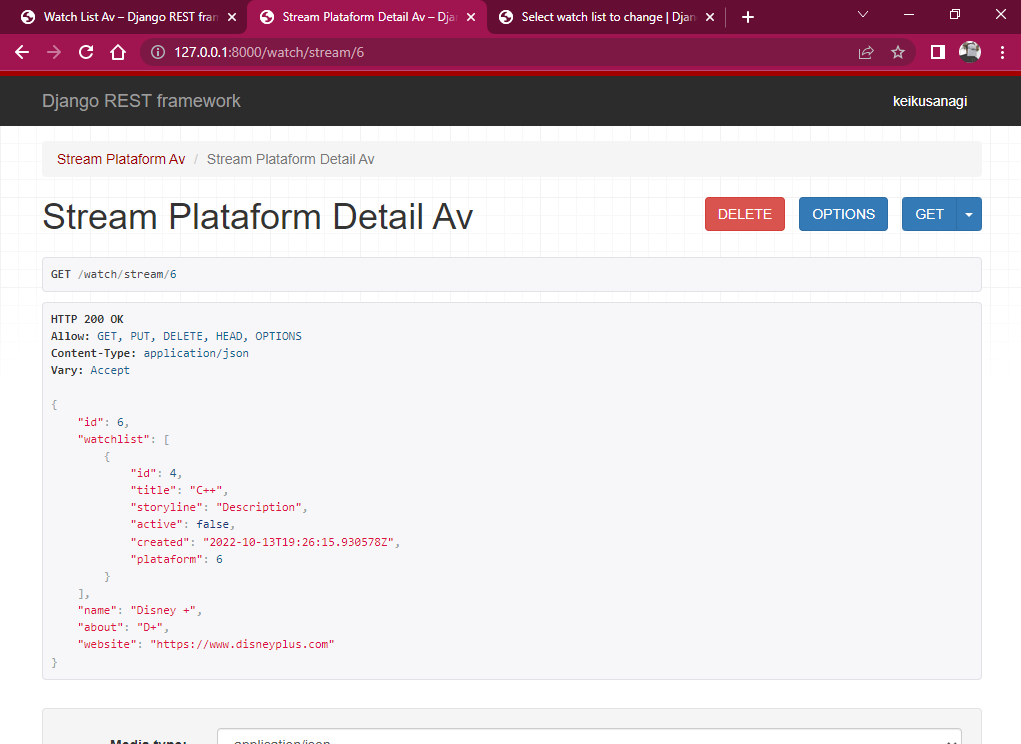 Watch List Av – Django REST fram
Stream Plataform Detail Av – Dja
Select watch list to change | Djan
127.0.0.1:8000/watch/stream/6
Django REST framework
keikusanagi
Stream Plataform Av / Stream Plataform Detail Av
Stream Plataform Detail Av
DELETE
OPTIONS
GET
GET /watch/stream/6
HTTP 200 OK
Allow: GET, PUT, DELETE, HEAD, OPTIONS
Content-Type: application/json
Vary: Accept
{
"id": 6,
"watchlist": [
{
"id": 4,
"title": "C++",
"storyline": "Description",
"active": false,
"created": "2022-10-13T19:26:15.930578Z",
"plataform": 6
}
],
"name": "Disney +",
"about": "D+",
"website": "https://www.disneyplus.com"
}
Media type:
application/json